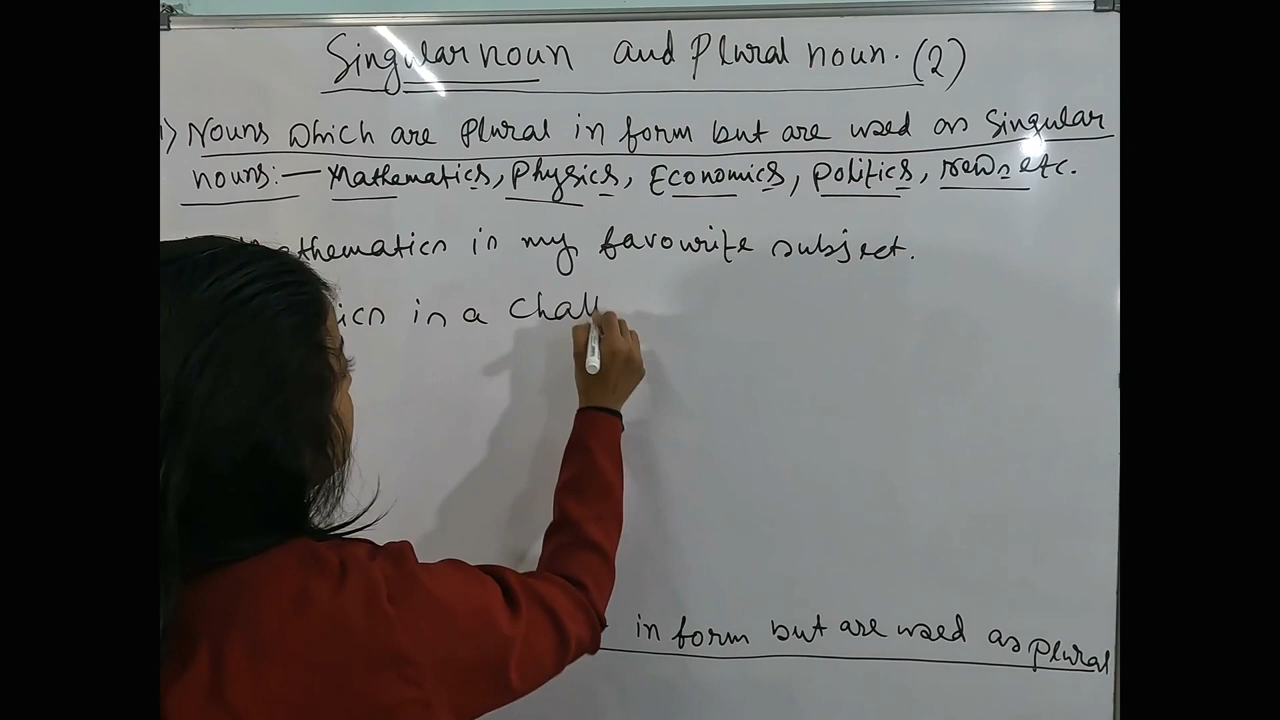 Singular noun and Plural noun. (2)
1) Nouns which are Plural in form but are used as Singular
nouns:— Mathematics, Physics, Economics, Politics, News etc.
Mathematics is my favourite subject.
ics is a Chall
in form but are used as plural